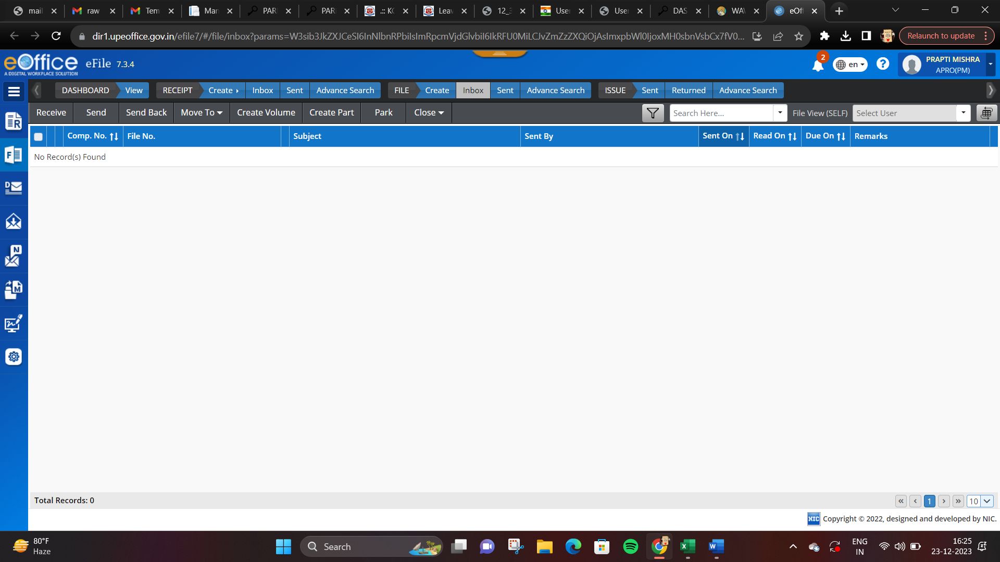 mail raw Tem Man PAR PAR .:: KC Leav 12_3 User User DAS WAV eOff
dir1.upeoffice.gov.in/efile7/#/file/inbox?params=W3sib3JkZXJCeSI6InNlbnRPbiIsImRpcmVjdGlvbiI6IkRFU0MiLCJvZmZzZXQiOjAsImxpbWl0IjoxMH0sbnVsbCx7fV0... Relaunch to update
eOffice eFile 7.3.4
A DIGITAL WORKPLACE SOLUTION
2 en ? PRAPTI MISHRA
APRO(PM)
DASHBOARD View RECEIPT Create Inbox Sent Advance Search FILE Create Inbox Sent Advance Search ISSUE Sent Returned Advance Search
Receive Send Send Back Move To Create Volume Create Part Park Close Search Here... File View (SELF) Select User
Comp. No. File No. Subject Sent By Sent On Read On Due On Remarks
No Record(s) Found
R
F
D
N
M
Total Records: 0 « ‹ 1 › » 10
NIC Copyright © 2022, designed and developed by NIC.
80°F
Haze
Search
ENG
IN
16:25
23-12-2023